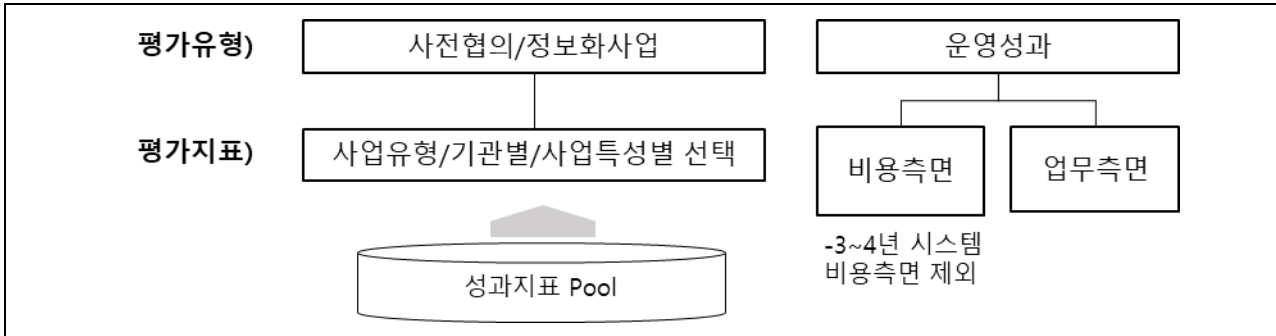 평가유형) 사전협의/정보화사업 운영성과
평가지표) 사업유형/기관별/사업특성별 선택 비용측면 업무측면
-3~4년 시스템
비용측면 제외
성과지표 Pool